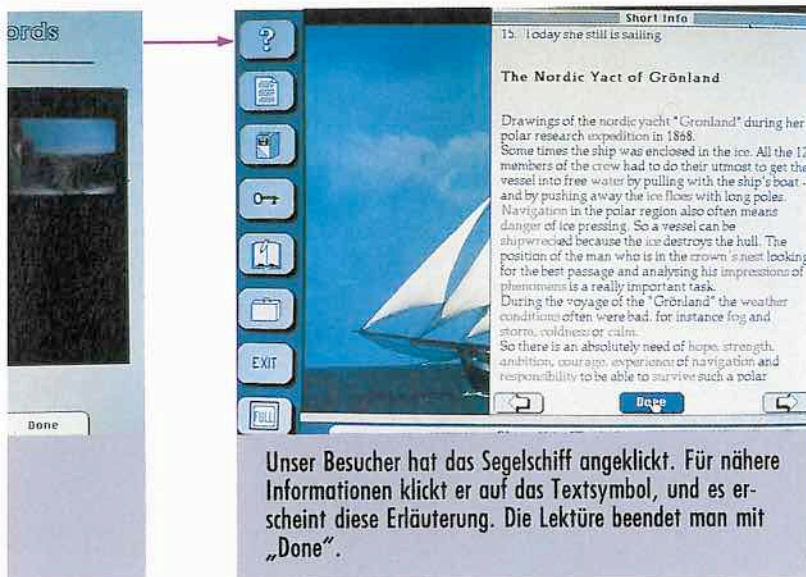 ords
Done
Short Info
15. Today she still is sailing
The Nordic Yact of Grönland
Drawings of the nordic yacht "Gronland" during her
polar research expedition in 1868.
Some times the ship was enclosed in the ice. All the 12
members of the crew had to do their utmost to get the
vessel into free water by pulling with the ship's boat
and by pushing away the ice floes with long poles.
Navigation in the polar region also often means
danger of ice pressing. So a vessel can be
shipwrecked because the ice destroys the hull. The
position of the man who is in the crown's nest looking
for the best passage and analysing his impressions of
phenomens is a really important task.
During the voyage of the "Grönland" the weather
conditions often were bad. for instance fog and
storm, coldness or calm.
So there is an absolutely need of hope, strength,
ambition, courage, experience of navigation and
responsibility to be able to survive such a polar
EXIT
FULL
Done
Unser Besucher hat das Segelschiff angeklickt. Für nähere
Informationen klickt er auf das Textsymbol, und es er-
scheint diese Erläuterung. Die Lektüre beendet man mit
„Done“.